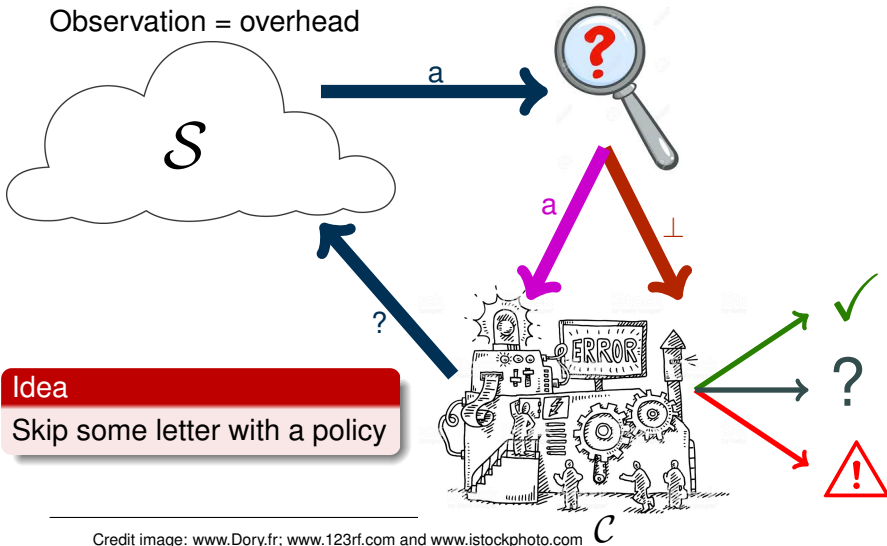 Observation = overhead
a
?
S
a
⊥
?
ERROR
?
!
Idea
Skip some letter with a policy
C
Credit image: www.Dory.fr; www.123rf.com and www.istockphoto.com